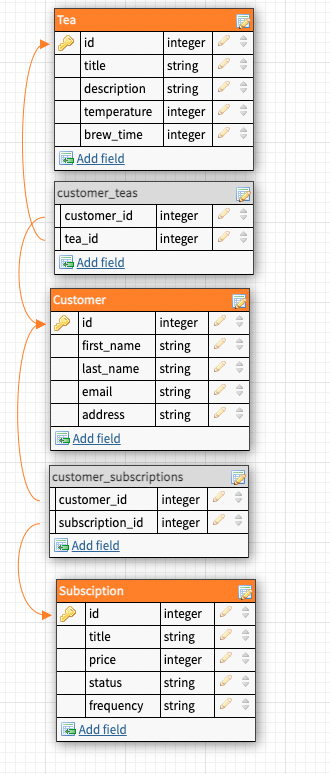 Tea
id integer
title string
description string
temperature integer
brew_time integer
Add field
customer_teas
customer_id integer
tea_id integer
Add field
Customer
id integer
first_name string
last_name string
email string
address string
Add field
customer_subscriptions
customer_id integer
subscription_id integer
Add field
Subsciption
id integer
title string
price integer
status string
frequency string
Add field